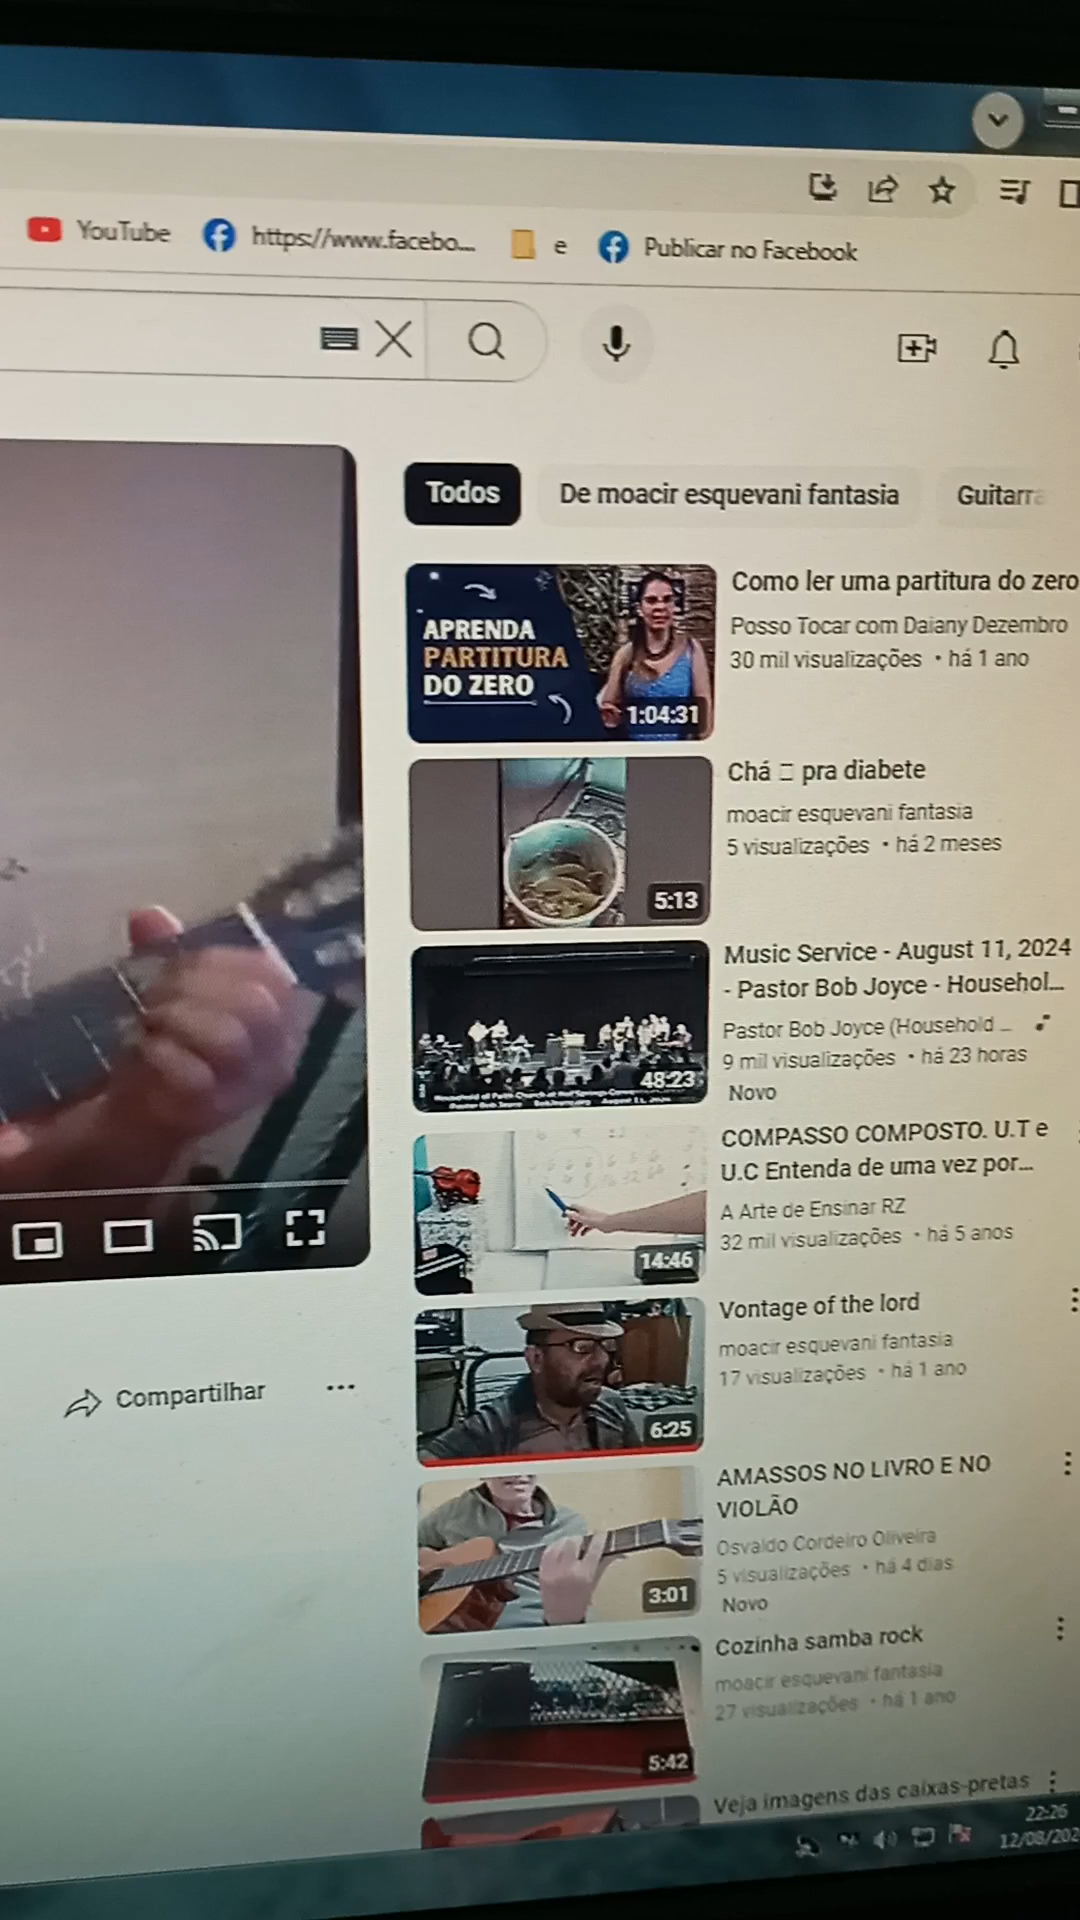 YouTube
https://www.facebo...
e
Publicar no Facebook
Todos
De moacir esquevani fantasia
Guitarra
APRENDA
PARTITURA
DO ZERO
1:04:31
Como ler uma partitura do zero
Posso Tocar com Daiany Dezembro
30 mil visualizações • há 1 ano
5:13
Chá □ pra diabete
moacir esquevani fantasia
5 visualizações • há 2 meses
48:23
Music Service - August 11, 2024
- Pastor Bob Joyce - Househol...
Pastor Bob Joyce (Household ...
9 mil visualizações • há 23 horas
Novo
14:46
COMPASSO COMPOSTO. U.T e
U.C Entenda de uma vez por...
A Arte de Ensinar RZ
32 mil visualizações • há 5 anos
6:25
Vontage of the lord
moacir esquevani fantasia
17 visualizações • há 1 ano
Compartilhar
3:01
AMASSOS NO LIVRO E NO
VIOLÃO
Osvaldo Cordeiro Oliveira
5 visualizações • há 4 dias
Novo
5:42
Cozinha samba rock
moacir esquevani fantasia
27 visualizações • há 1 ano
Veja imagens das caixas-pretas
22:26
12/08/202